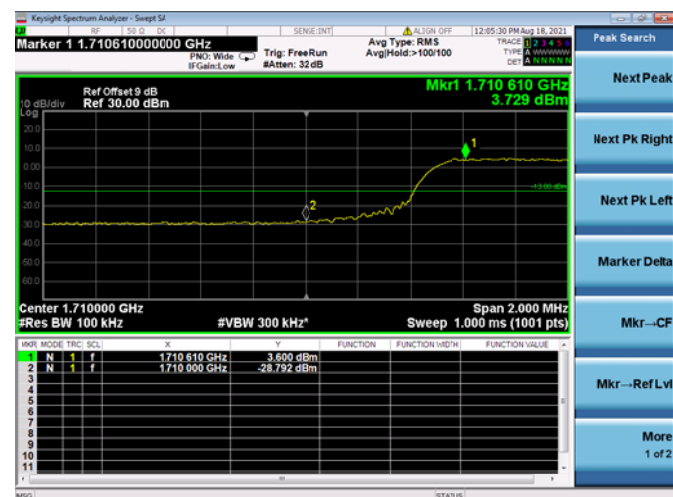 Keysight Spectrum Analyzer - Swept SA
RF 50 Ω DC SENSE:INT ALIGN OFF 12:05:30 PM Aug 18, 2021
Marker 1 1.710610000000 GHz
PNO: Wide
IFGain:Low
Trig: FreeRun
#Atten: 32 dB
Avg Type: RMS
Avg|Hold:>100/100
TRACE 1 2 3 4 5 6
TYPE A WWWWW
DET A N N N N N
Peak Search
Next Peak
Next Pk Right
Next Pk Left
Marker Delta
Mkr→CF
Mkr→RefLvl
More
1 of 2
Ref Offset 9 dB
10 dB/div Ref 30.00 dBm
Log
Mkr1 1.710 610 GHz
3.729 dBm
20.0
10.0
0.00
-10.0
-20.0
-30.0
-40.0
-50.0
-60.0
1
2
-13.00 dBm
Center 1.710000 GHz Span 2.000 MHz
#Res BW 100 kHz #VBW 300 kHz* Sweep 1.000 ms (1001 pts)
MKR MODE TRC SCL X Y FUNCTION FUNCTION WIDTH FUNCTION VALUE
1 N 1 f 1.710 610 GHz 3.600 dBm
2 N 1 f 1.710 000 GHz -28.792 dBm
3
4
5
6
7
8
9
10
11
MSG STATUS